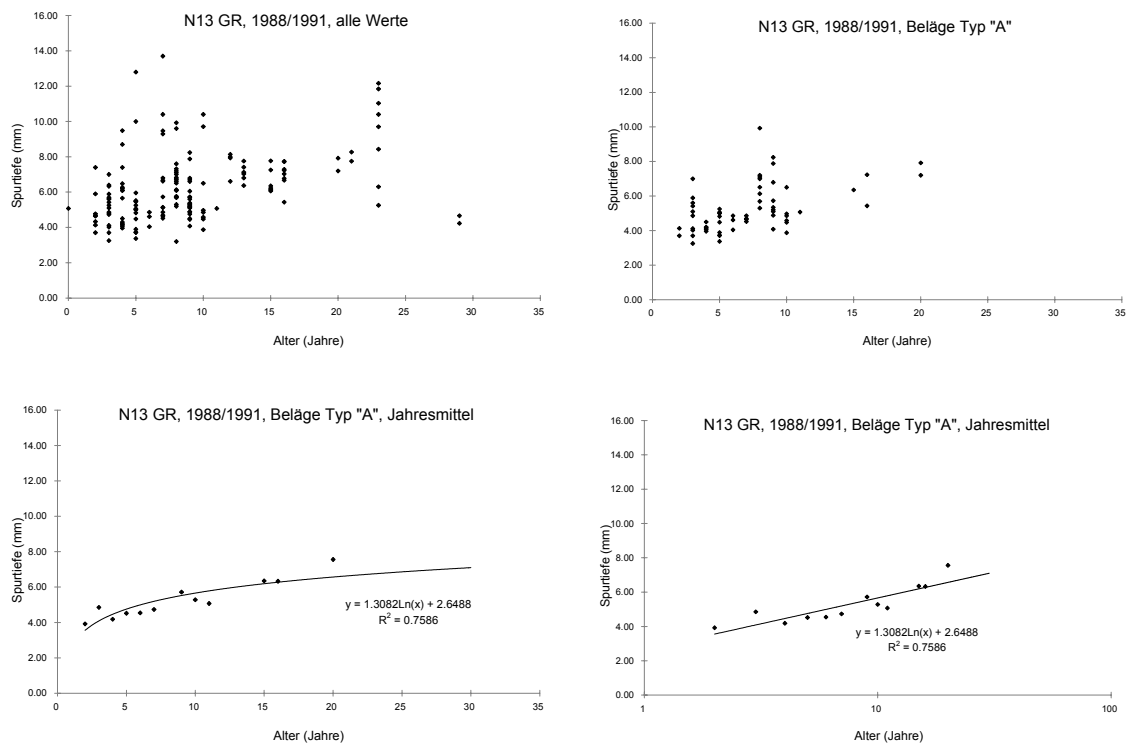 N13 GR, 1988/1991, alle Werte
16.00
14.00
12.00
10.00
8.00
6.00
4.00
2.00
0.00
Spurtiefe (mm)
0 5 10 15 20 25 30 35
Alter (Jahre)
N13 GR, 1988/1991, Beläge Typ "A"
16.00
14.00
12.00
10.00
8.00
6.00
4.00
2.00
0.00
Spurtiefe (mm)
0 5 10 15 20 25 30 35
Alter (Jahre)
N13 GR, 1988/1991, Beläge Typ "A", Jahresmittel
16.00
14.00
12.00
10.00
8.00
6.00
4.00
2.00
0.00
Spurtiefe (mm)
y = 1.3082Ln(x) + 2.6488
R² = 0.7586
0 5 10 15 20 25 30 35
Alter (Jahre)
N13 GR, 1988/1991, Beläge Typ "A", Jahresmittel
16.00
14.00
12.00
10.00
8.00
6.00
4.00
2.00
0.00
Spurtiefe (mm)
y = 1.3082Ln(x) + 2.6488
R² = 0.7586
1 10 100
Alter (Jahre)